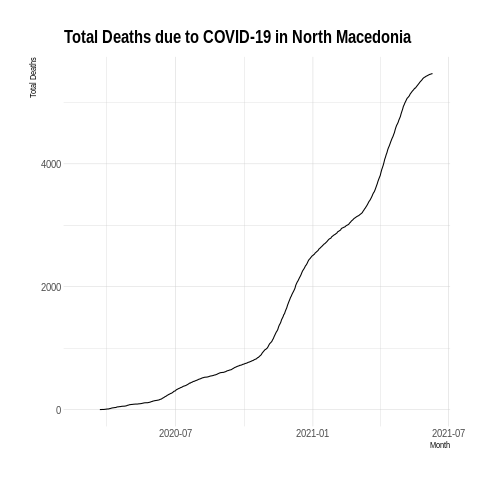 Total Deaths due to COVID-19 in North Macedonia
Total Deaths
4000
2000
0
2020-07
2021-01
2021-07
Month